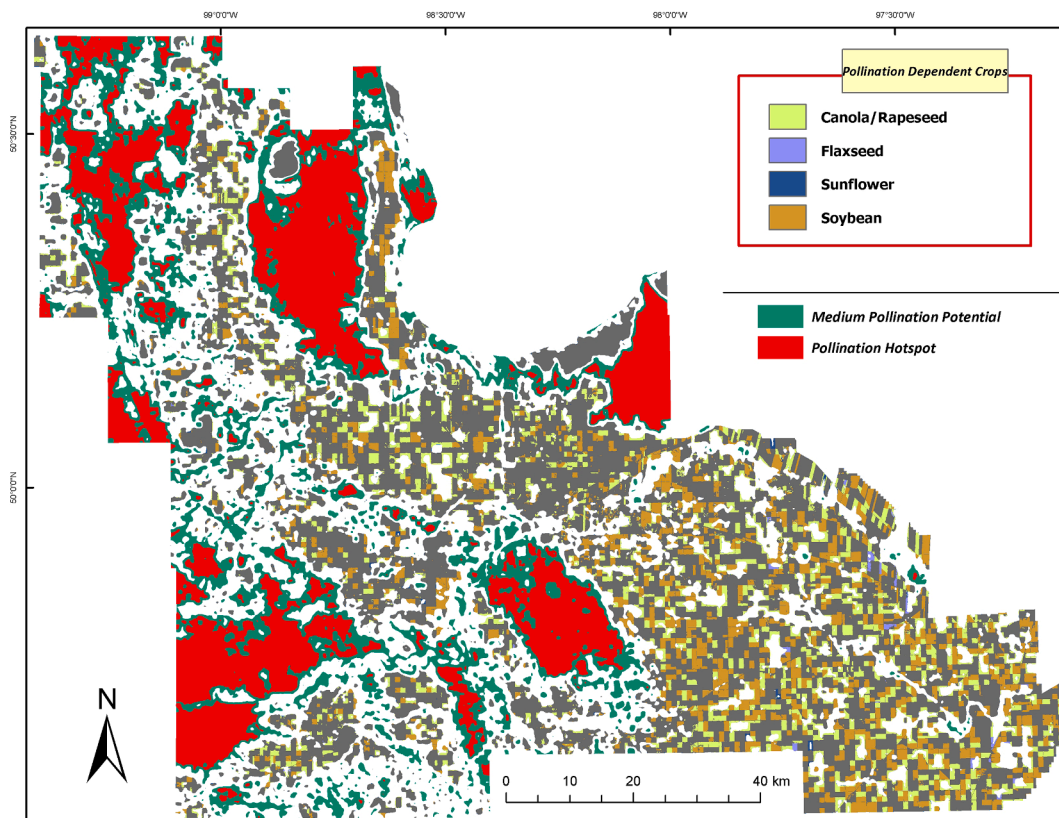 99°0'0"W 98°30'0"W 98°0'0"W 97°30'0"W
50°30'0"N
50°0'0"N
Pollination Dependent Crops
Canola/Rapeseed
Flaxseed
Sunflower
Soybean
Medium Pollination Potential
Pollination Hotspot
N
0 10 20 40 km